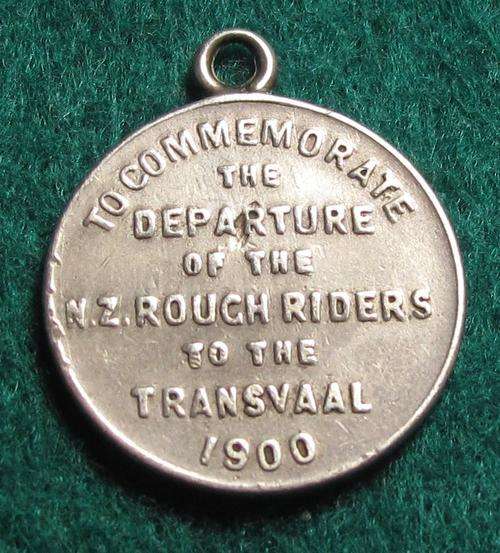 TO COMMEMORATE
THE
DEPARTURE
OF THE
N.Z. ROUGH RIDERS
TO THE
TRANSVAAL
1900